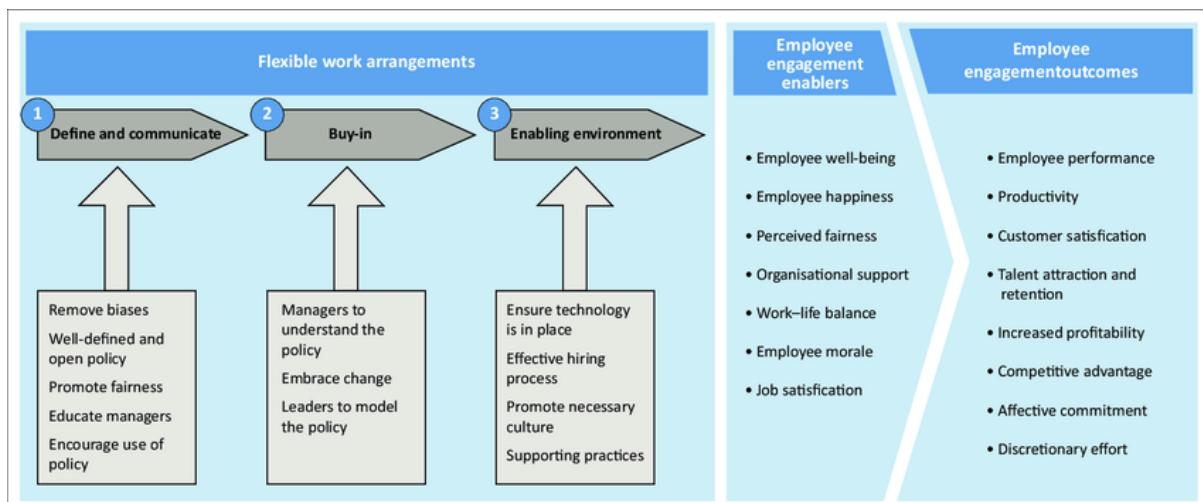 Flexible work arrangements
1
Define and communicate
2
Buy-in
3
Enabling environment
Remove biases
Well-defined and
open policy
Promote fairness
Educate managers
Encourage use of
policy
Managers to
understand the
policy
Embrace change
Leaders to model
the policy
Ensure technology
is in place
Effective hiring
process
Promote necessary
culture
Supporting practices
Employee
engagement
enablers
• Employee well-being
• Employee happiness
• Perceived fairness
• Organisational support
• Work–life balance
• Employee morale
• Job satisfication
Employee
engagementoutcomes
• Employee performance
• Productivity
• Customer satisfication
• Talent attraction and
retention
• Increased profitability
• Competitive advantage
• Affective commitment
• Discretionary effort